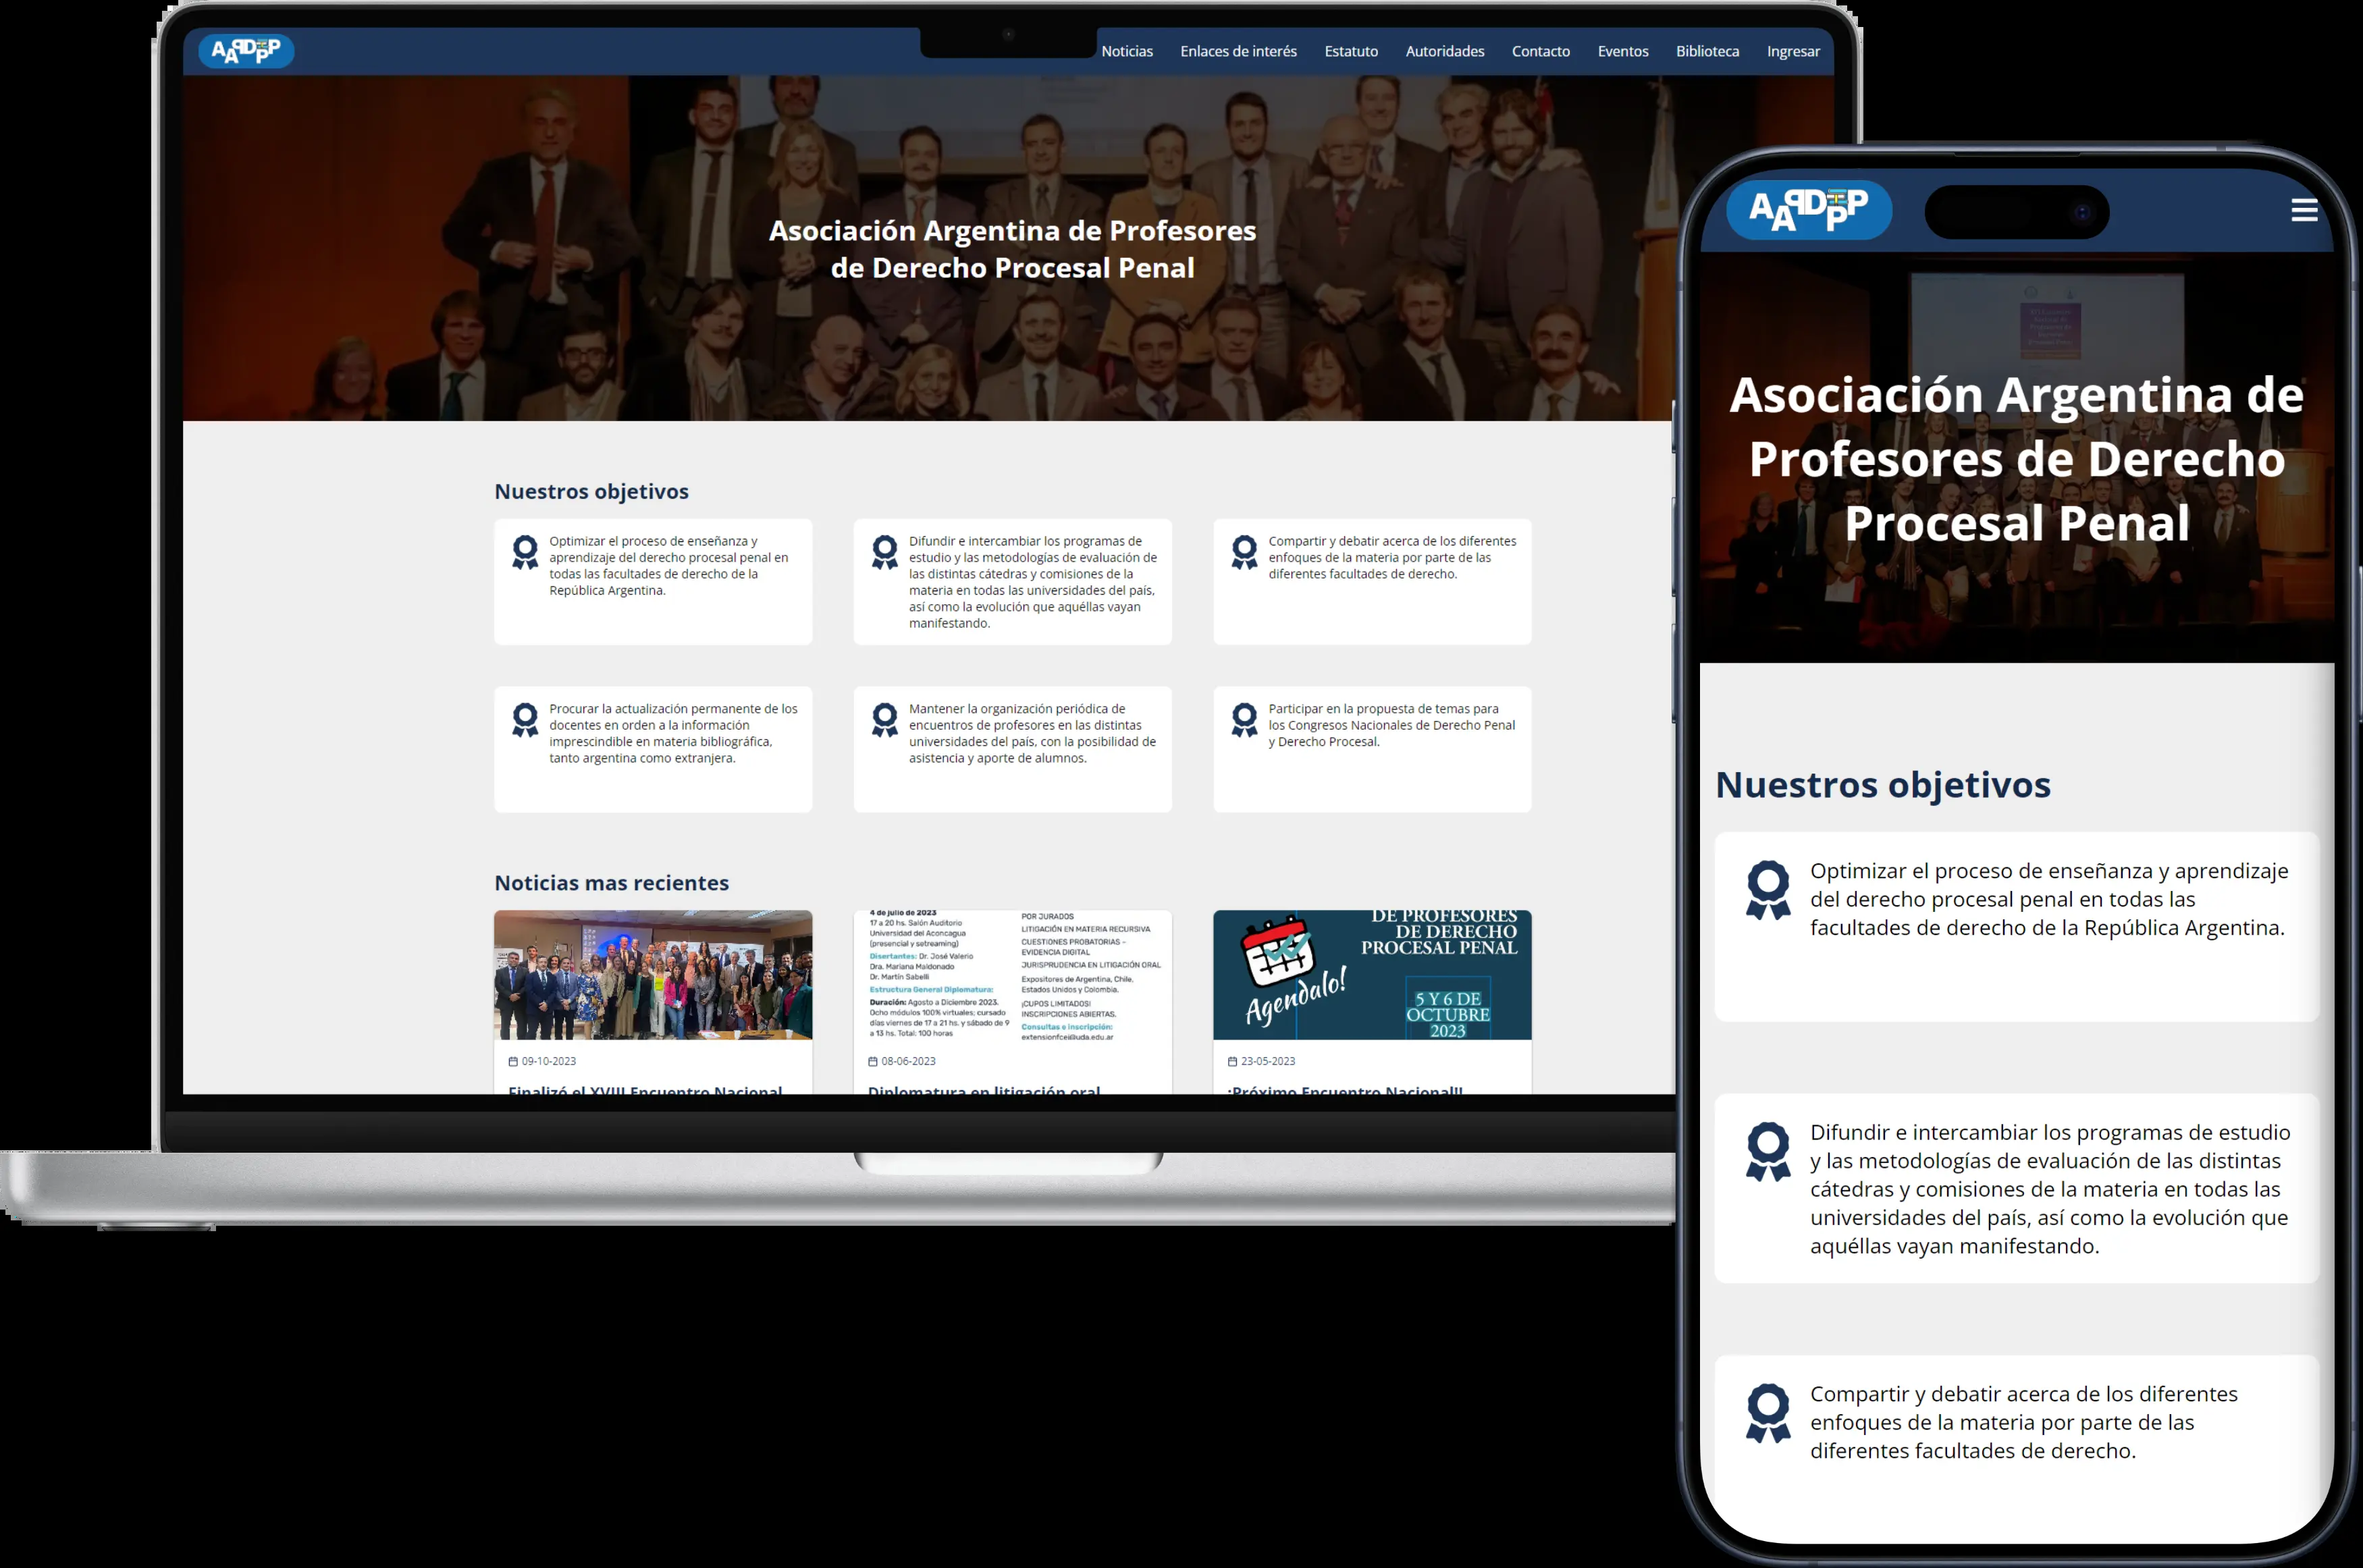 AAPDPP
Noticias Enlaces de interés Estatuto Autoridades Contacto Eventos Biblioteca Ingresar
Asociación Argentina de Profesores
de Derecho Procesal Penal
Nuestros objetivos
Optimizar el proceso de enseñanza y
aprendizaje del derecho procesal penal en
todas las facultades de derecho de la
República Argentina.
Difundir e intercambiar los programas de
estudio y las metodologías de evaluación de
las distintas cátedras y comisiones de la
materia en todas las universidades del país,
así como la evolución que aquéllas vayan
manifestando.
Compartir y debatir acerca de los diferentes
enfoques de la materia por parte de las
diferentes facultades de derecho.
Procurar la actualización permanente de los
docentes en orden a la información
imprescindible en materia bibliográfica,
tanto argentina como extranjera.
Mantener la organización periódica de
encuentros de profesores en las distintas
universidades del país, con la posibilidad de
asistencia y aporte de alumnos.
Participar en la propuesta de temas para
los Congresos Nacionales de Derecho Penal
y Derecho Procesal.
Noticias mas recientes
09-10-2023
Finalizó el XVIII Encuentro Nacional
4 de julio de 2023
17 a 20 hs. Salón Auditorio
Universidad del Aconcagua
(presencial y setreaming)
Disertantes: Dr. José Valerio
Dra. Mariana Maldonado
Dr. Martín Sabelli
Estructura General Diplomatura:
Duración: Agosto a Diciembre 2023.
Ocho módulos 100% virtuales; cursado
días viernes de 17 a 21 hs. y sábado de 9
a 13 hs. Total: 100 horas
POR JURADOS
LITIGACIÓN EN MATERIA RECURSIVA
CUESTIONES PROBATORIAS –
EVIDENCIA DIGITAL
JURISPRUDENCIA EN LITIGACIÓN ORAL
Expositores de Argentina, Chile,
Estados Unidos y Colombia.
¡CUPOS LIMITADOS!
INSCRIPCIONES ABIERTAS.
Consultas e inscripción:
extensionfcei@uda.edu.ar
08-06-2023
Diplomatura en litigación oral
DE PROFESORES
DE DERECHO
PROCESAL PENAL
Agendalo!
5 Y 6 DE
OCTUBRE
2023
23-05-2023
¡Próximo Encuentro Nacional!!
AAPDPP
Asociación Argentina de
Profesores de Derecho
Procesal Penal
Nuestros objetivos
Optimizar el proceso de enseñanza y aprendizaje
del derecho procesal penal en todas las
facultades de derecho de la República Argentina.
Difundir e intercambiar los programas de estudio
y las metodologías de evaluación de las distintas
cátedras y comisiones de la materia en todas las
universidades del país, así como la evolución que
aquéllas vayan manifestando.
Compartir y debatir acerca de los diferentes
enfoques de la materia por parte de las
diferentes facultades de derecho.